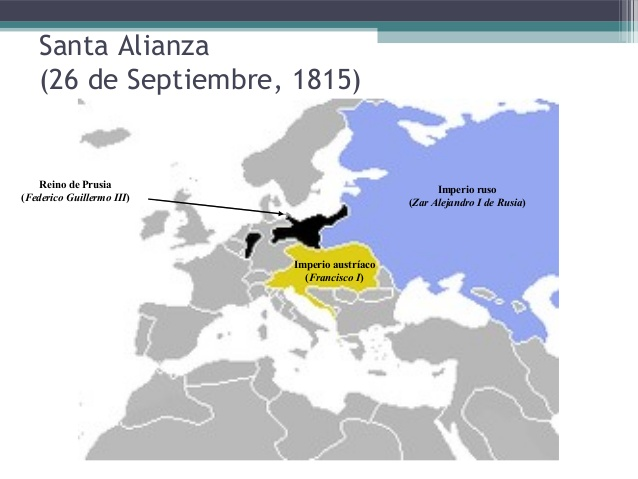 Santa Alianza
(26 de Septiembre, 1815)
Reino de Prusia
(Federico Guillermo III)
Imperio ruso
(Zar Alejandro I de Rusia)
Imperio austríaco
(Francisco I)